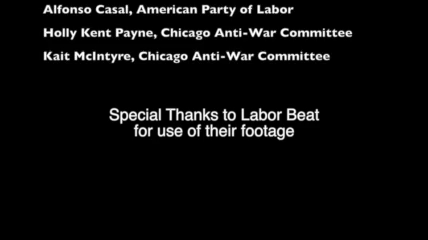 Alfonso Casal, American Party of Labor
Holly Kent Payne, Chicago Anti-War Committee
Kait McIntyre, Chicago Anti-War Committee
Special Thanks to Labor Beat
for use of their footage